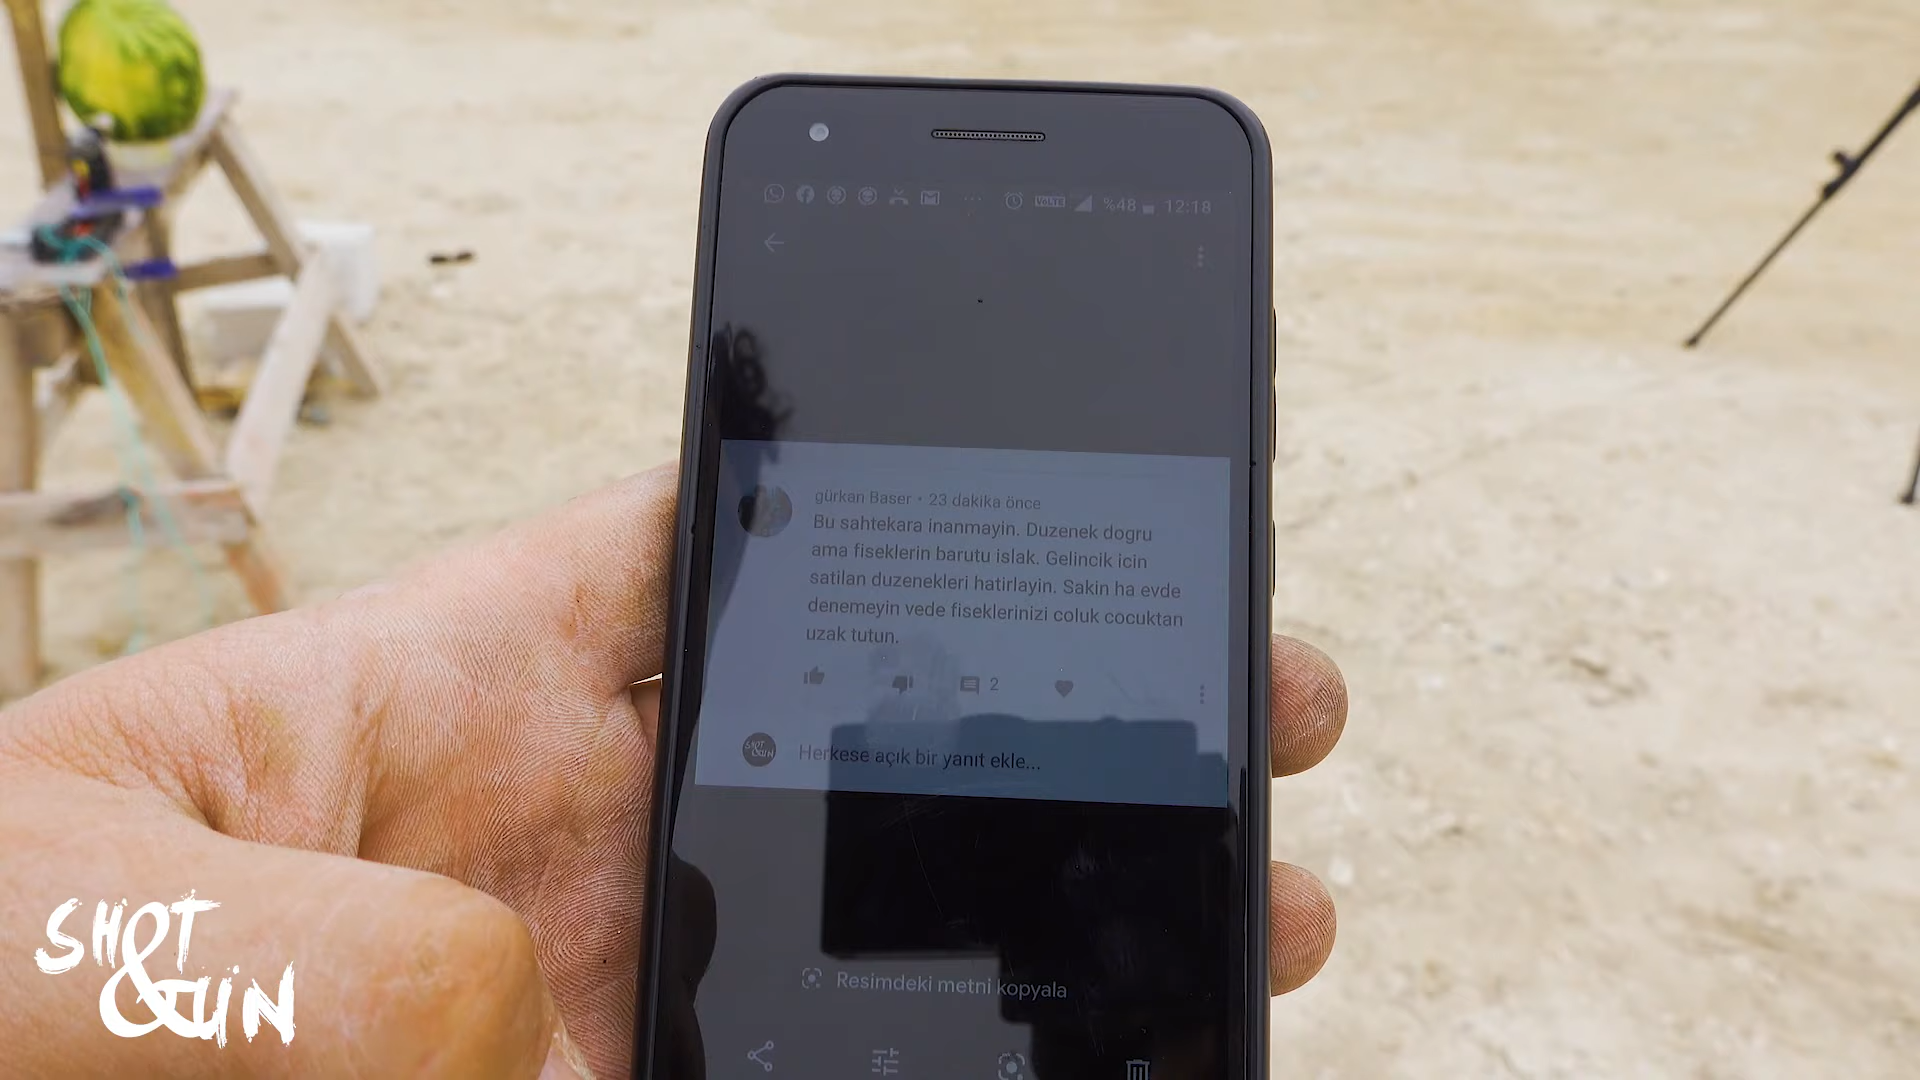 %48 12:18
gürkan Baser • 23 dakika önce
Bu sahtekara inanmayin. Duzenek dogru
ama fiseklerin barutu islak. Gelincik icin
satilan duzenekleri hatirlayin. Sakin ha evde
denemeyin vede fiseklerinizi coluk cocuktan
uzak tutun.
2
SHOT
&GUN
Herkese açık bir yanıt ekle...
Resimdeki metni kopyala
SHOT
&GUN